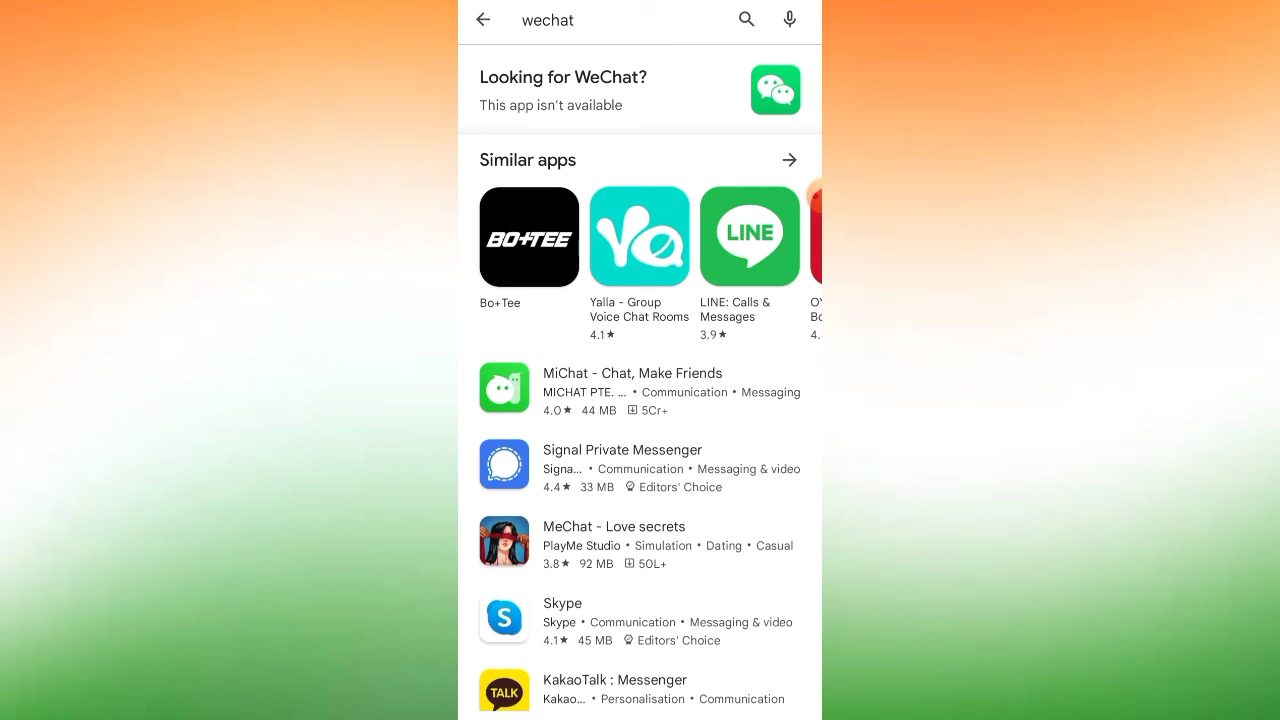 wechat
Looking for WeChat?
This app isn't available
Similar apps
BO+TEE
LINE
Bo+Tee
Yalla - Group
Voice Chat Rooms
4.1★
LINE: Calls &
Messages
3.9★
4.
MiChat - Chat, Make Friends
MICHAT PTE. ... • Communication • Messaging
4.0★ 44 MB 5Cr+
Signal Private Messenger
Signa... • Communication • Messaging & video
4.4★ 33 MB Editors' Choice
MeChat - Love secrets
PlayMe Studio • Simulation • Dating • Casual
3.8★ 92 MB 50L+
S
Skype
Skype • Communication • Messaging & video
4.1★ 45 MB Editors' Choice
TALK
KakaoTalk : Messenger
Kakao... • Personalisation • Communication